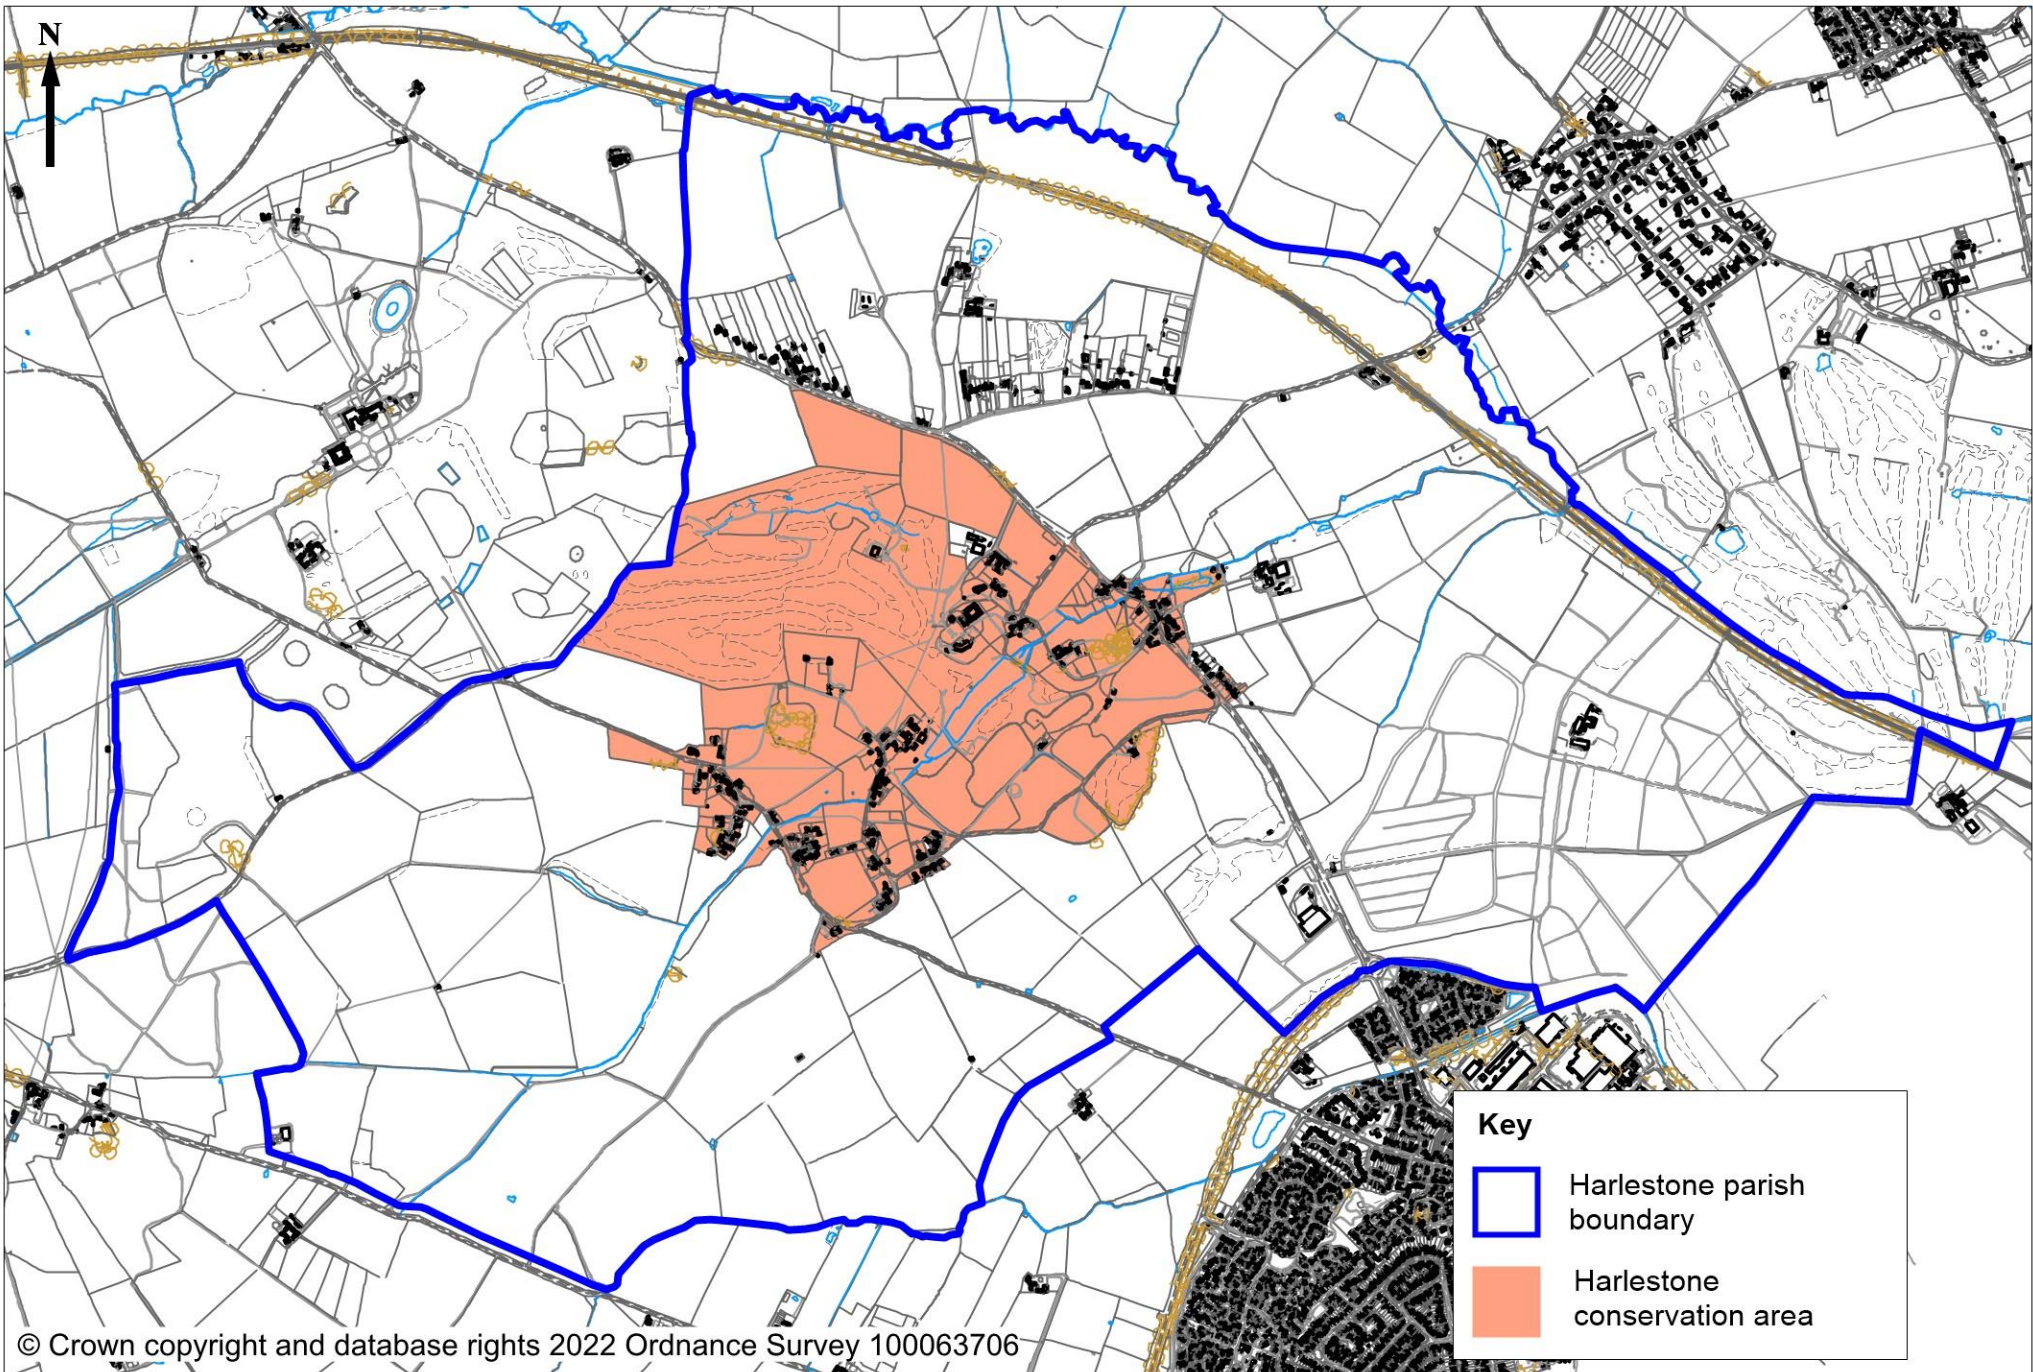 N
Key
Harlestone parish
boundary
Harlestone
conservation area
© Crown copyright and database rights 2022 Ordnance Survey 100063706